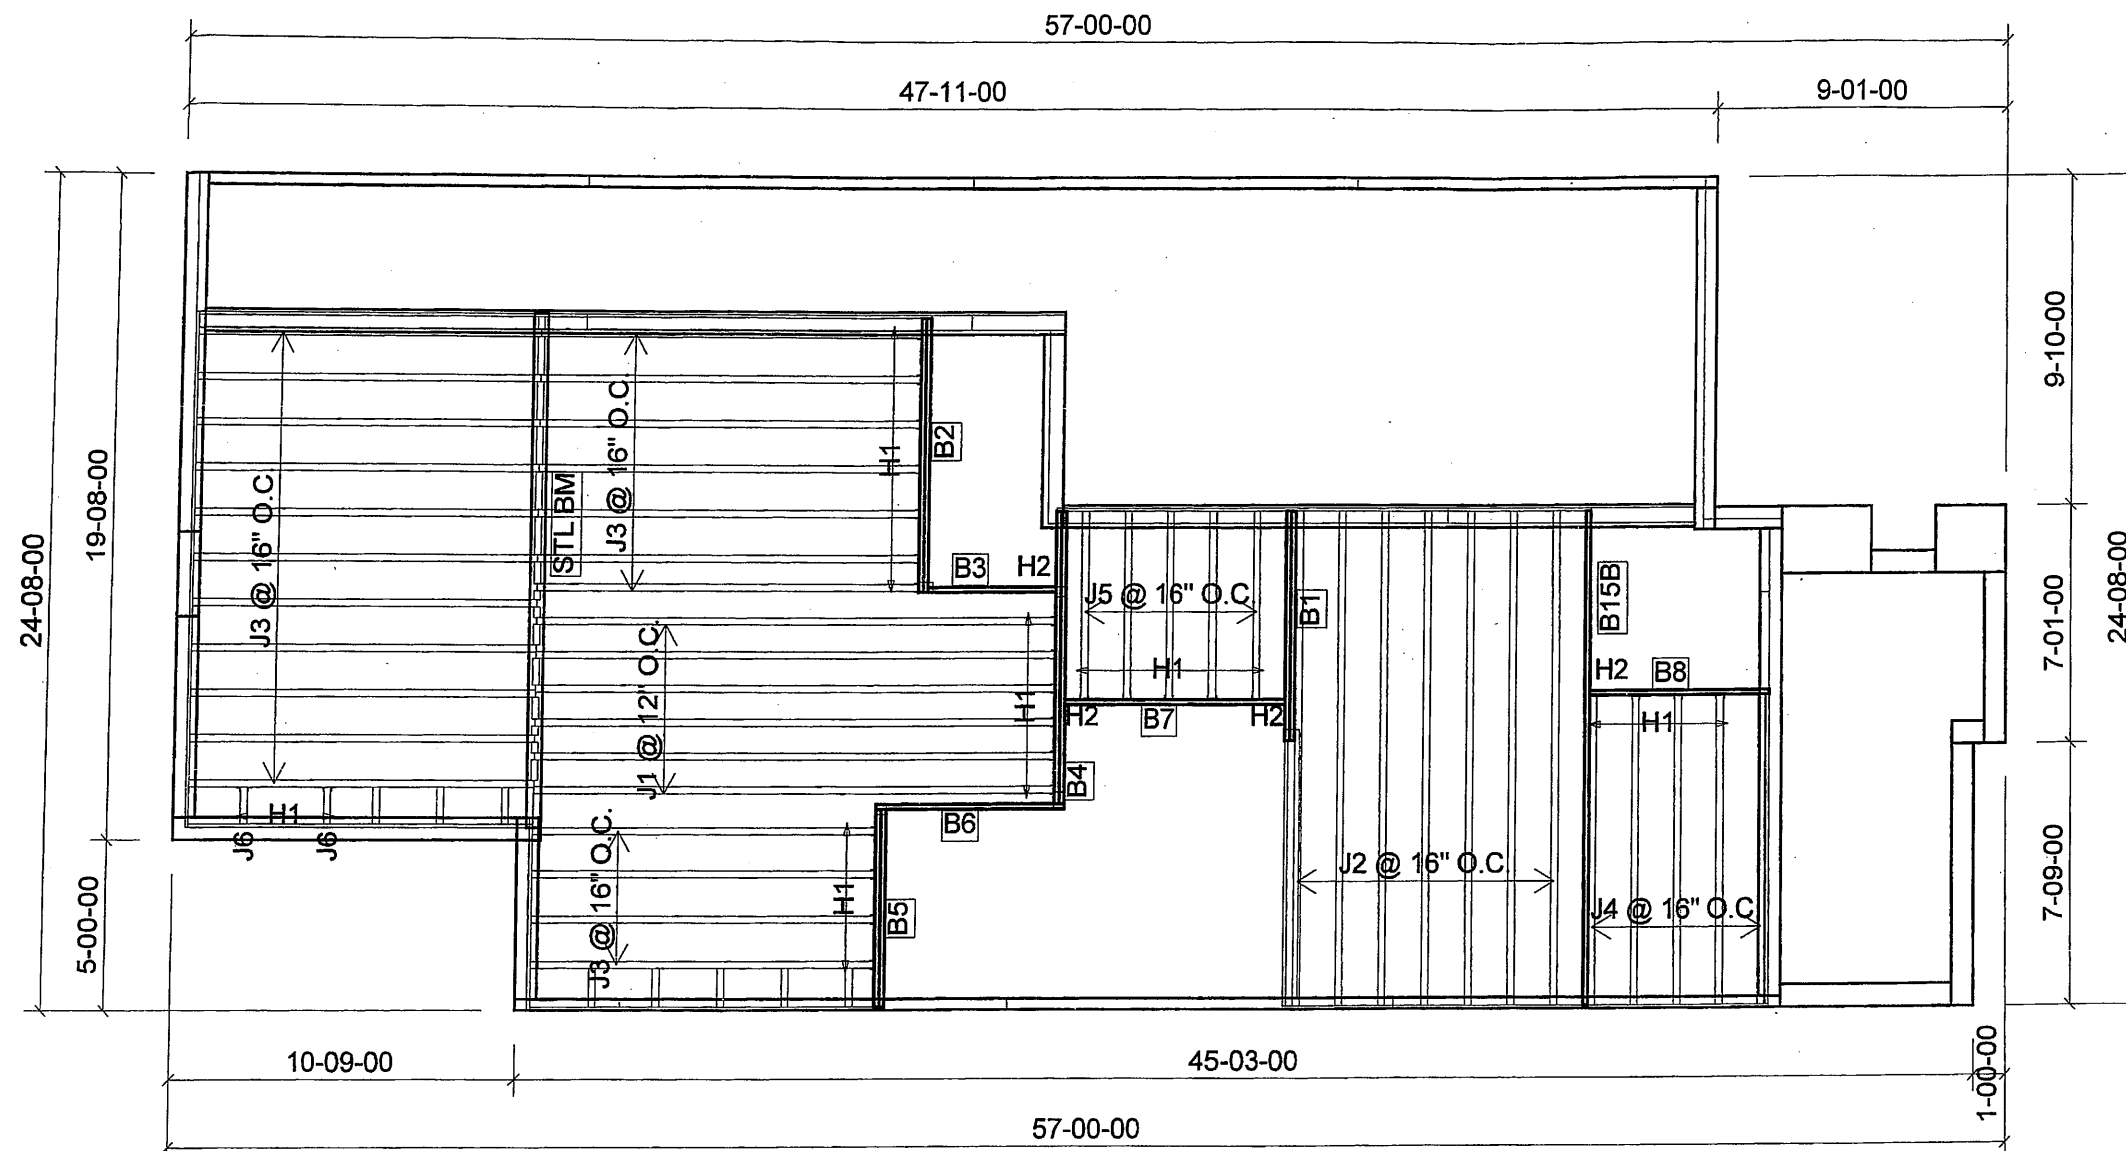 57-00-00
47-11-00
9-01-00
24-08-00
19-08-00
5-00-00
J3 @ 16" O.C.
STL BM
J3 @ 16" O.C.
H1
B2
B3
H2
J1 @ 12" O.C.
H1
J5 @ 16" O.C.
H1
B1
H2
B7
H2
B4
B6
B15B
H2
B8
H1
J2 @ 16" O.C.
J4 @ 16" O.C.
H1
J6
J6
J3 @ 16" O.C.
H1
B5
9-10-00
7-01-00
7-09-00
24-08-00
10-09-00
45-03-00
1-00-00
57-00-00